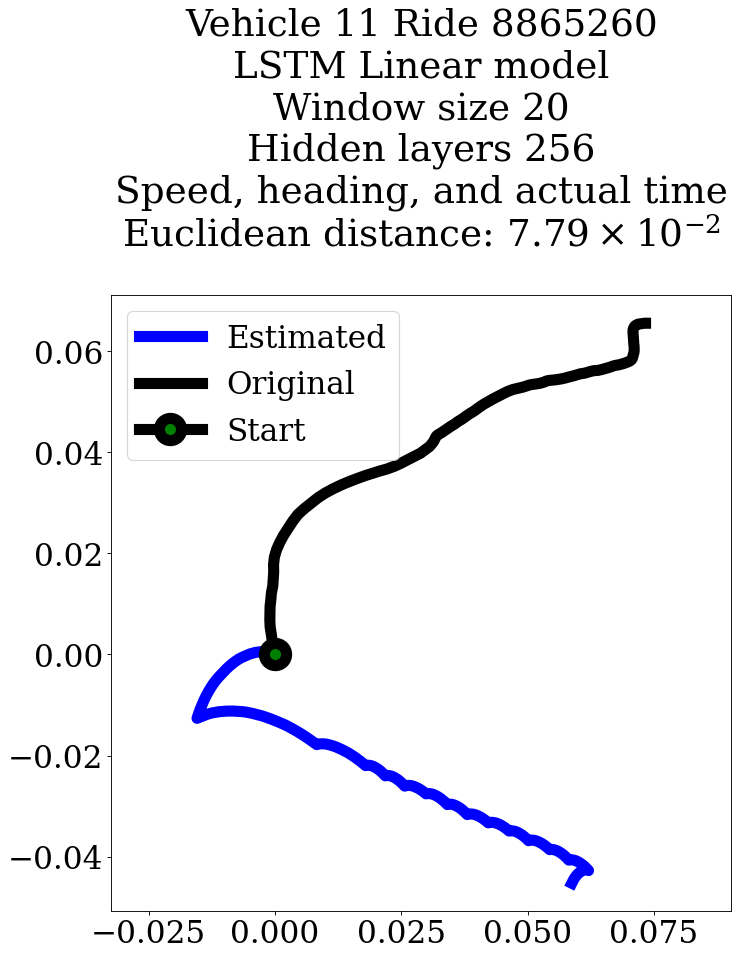 Vehicle 11 Ride 8865260
LSTM Linear model
Window size 20
Hidden layers 256
Speed, heading, and actual time
Euclidean distance: 7.79 × 10⁻²
Estimated
Original
Start
0.06
0.04
0.02
0.00
−0.02
−0.04
−0.025 0.000 0.025 0.050 0.075